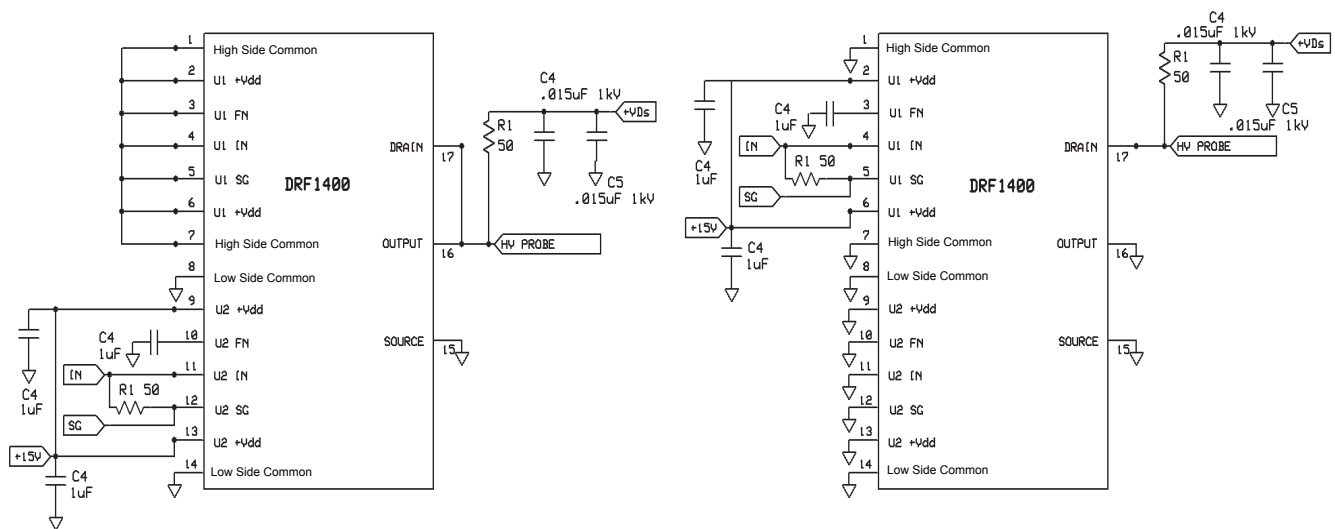 1 High Side Common
2 U1 +Vdd
3 U1 FN
4 U1 IN
5 U1 SG
6 U1 +Vdd
7 High Side Common
8 Low Side Common
9 U2 +Vdd
10 U2 FN
11 U2 IN
12 U2 SG
13 U2 +Vdd
14 Low Side Common
DRF1400
DRAIN
17
OUTPUT
16
SOURCE
15
C4
.015uF 1kV
+VDs
R1
50
C5
.015uF 1kV
HV PROBE
C4
1uF
C4
1uF
IN
R1 50
SG
+15V
C4
1uF
1 High Side Common
2 U1 +Vdd
3 U1 FN
4 U1 IN
5 U1 SG
6 U1 +Vdd
7 High Side Common
8 Low Side Common
9 U2 +Vdd
10 U2 FN
11 U2 IN
12 U2 SG
13 U2 +Vdd
14 Low Side Common
DRF1400
DRAIN
17
OUTPUT
16
SOURCE
15
C4
.015uF 1kV
+VDs
R1
50
C5
.015uF 1kV
HV PROBE
C4
1uF
IN
C4
1uF
R1 50
SG
+15V
C4
1uF